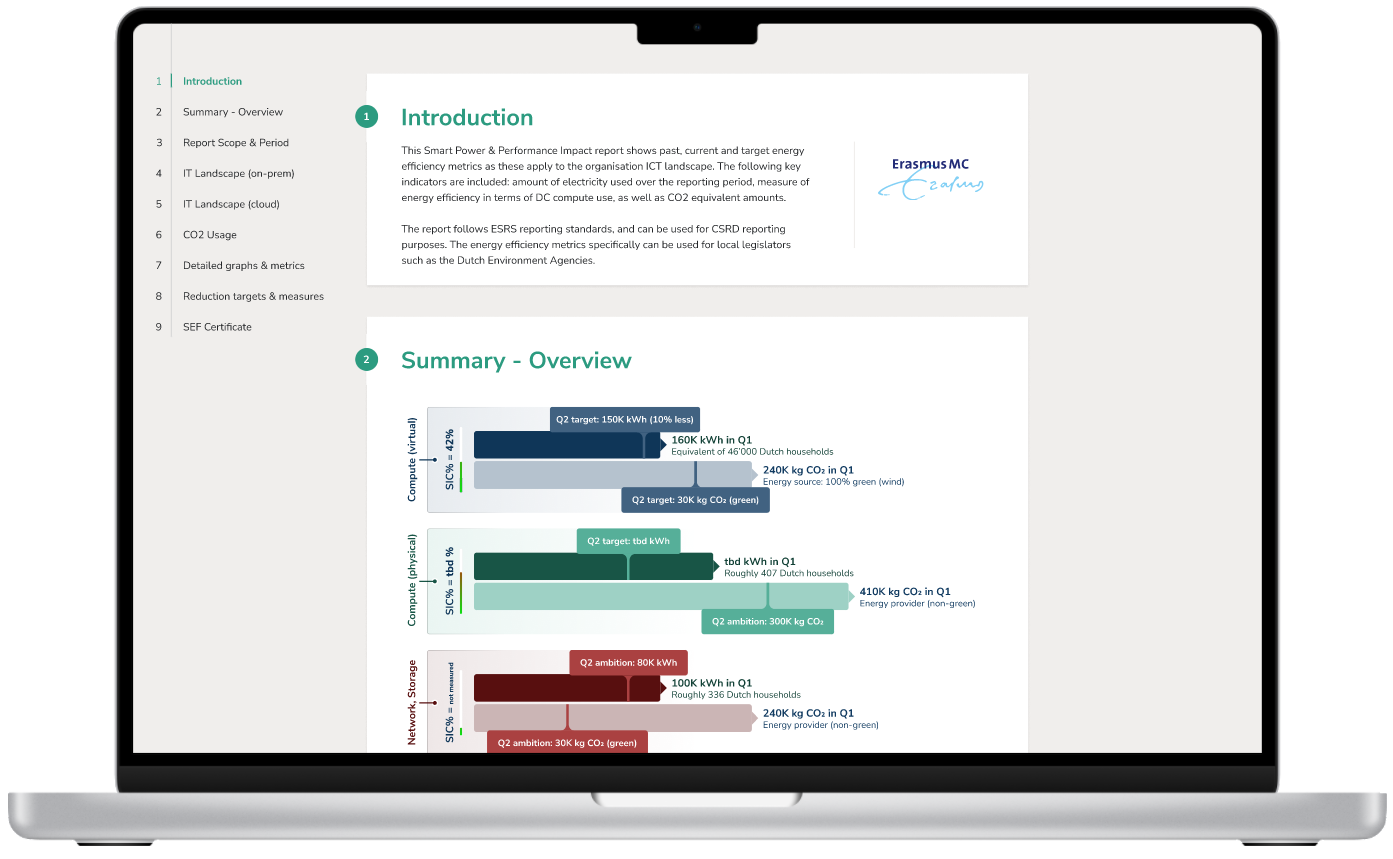 1 Introduction
2 Summary - Overview
3 Report Scope & Period
4 IT Landscape (on-prem)
5 IT Landscape (cloud)
6 CO2 Usage
7 Detailed graphs & metrics
8 Reduction targets & measures
9 SEF Certificate
1 Introduction
This Smart Power & Performance Impact report shows past, current and target energy
efficiency metrics as these apply to the organisation ICT landscape. The following key
indicators are included: amount of electricity used over the reporting period, measure of
energy efficiency in terms of DC compute use, as well as CO2 equivalent amounts.
The report follows ESRS reporting standards, and can be used for CSRD reporting
purposes. The energy efficiency metrics specifically can be used for local legislators
such as the Dutch Environment Agencies.
Erasmus MC
Erasmus
2 Summary - Overview
Compute (virtual)
SIC% = 42%
Q2 target: 150K kWh (10% less)
160K kWh in Q1
Equivalent of 46'000 Dutch households
240K kg CO₂ in Q1
Energy source: 100% green (wind)
Q2 target: 30K kg CO₂ (green)
Compute (physical)
SIC% = tbd %
Q2 target: tbd kWh
tbd kWh in Q1
Roughly 407 Dutch households
410K kg CO₂ in Q1
Energy provider (non-green)
Q2 ambition: 300K kg CO₂
Network, Storage
SIC% = not measured
Q2 ambition: 80K kWh
100K kWh in Q1
Roughly 336 Dutch households
240K kg CO₂ in Q1
Energy provider (non-green)
Q2 ambition: 30K kg CO₂ (green)